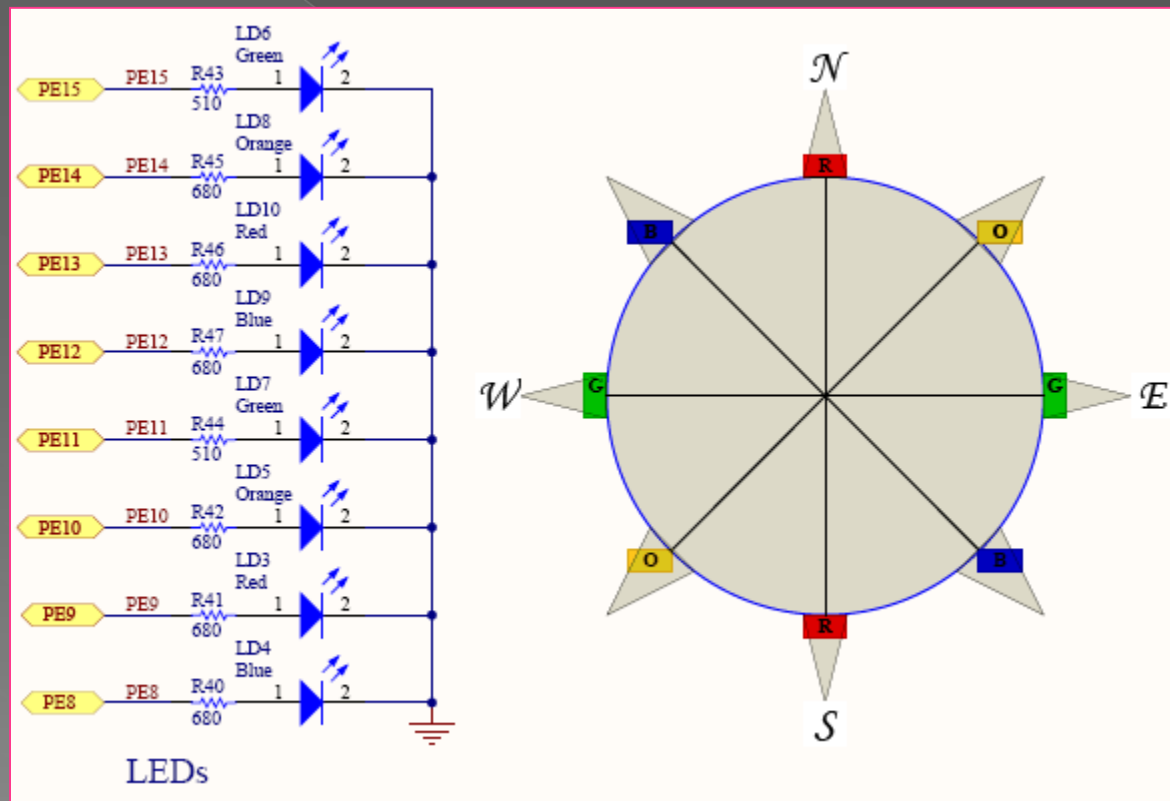 LD6
Green
PE15 PE15 R43 1 2
510
LD8
Orange
PE14 PE14 R45 1 2
680
LD10
Red
PE13 PE13 R46 1 2
680
LD9
Blue
PE12 PE12 R47 1 2
680
LD7
Green
PE11 PE11 R44 1 2
510
LD5
Orange
PE10 PE10 R42 1 2
680
LD3
Red
PE9 PE9 R41 1 2
680
LD4
Blue
PE8 PE8 R40 1 2
680
LEDs
N
R
B O
W G G E
O B
R
S